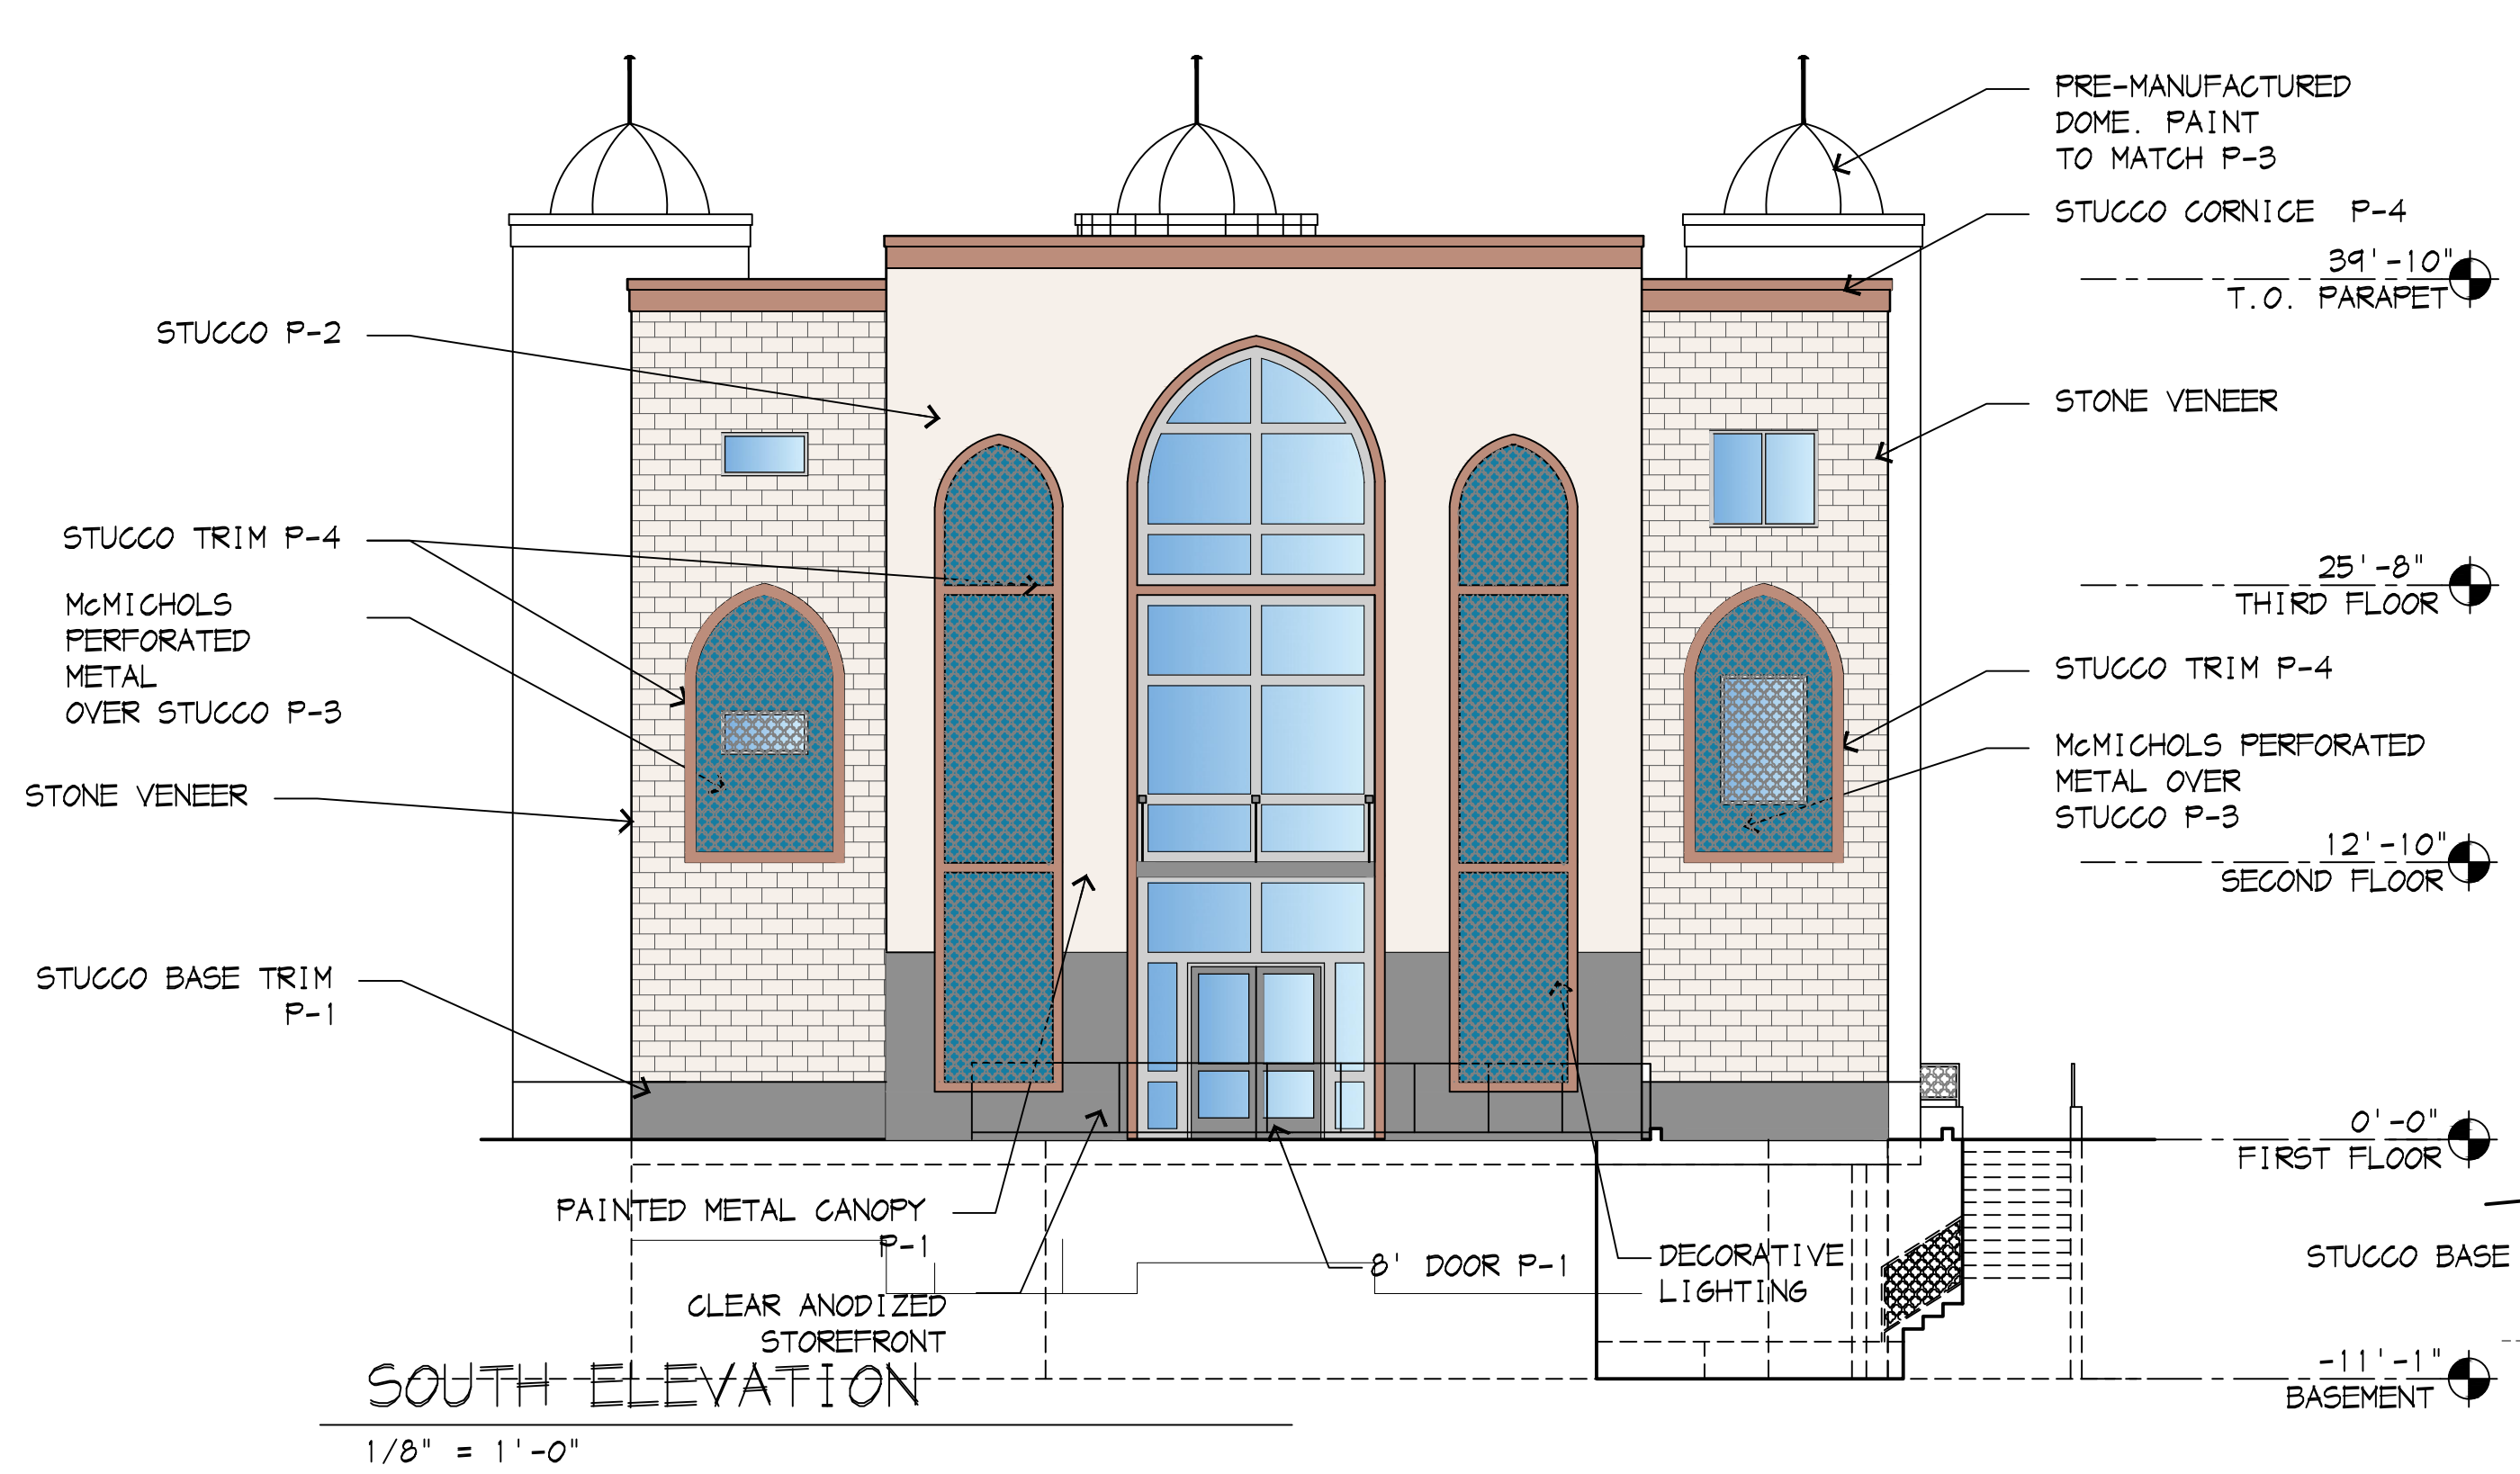 PRE-MANUFACTURED
DOME. PAINT
TO MATCH P-3
STUCCO CORNICE P-4
39'-10"
T.O. PARAPET
STUCCO P-2
STONE VENEER
STUCCO TRIM P-4
25'-8"
THIRD FLOOR
McMICHOLS
PERFORATED
METAL
OVER STUCCO P-3
STUCCO TRIM P-4
McMICHOLS PERFORATED
METAL OVER
STUCCO P-3
STONE VENEER
12'-10"
SECOND FLOOR
STUCCO BASE TRIM
P-1
0'-0"
FIRST FLOOR
PAINTED METAL CANOPY
P-1
8' DOOR P-1
DECORATIVE
LIGHTING
STUCCO BASE
CLEAR ANODIZED
STOREFRONT
-11'-1"
BASEMENT
SOUTH ELEVATION
1/8" = 1'-0"